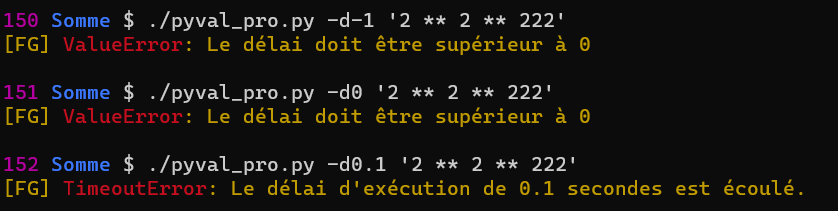 150 Somme $ ./pyval_pro.py -d-1 '2 ** 2 ** 222'
[FG] ValueError: Le délai doit être supérieur à 0
151 Somme $ ./pyval_pro.py -d0 '2 ** 2 ** 222'
[FG] ValueError: Le délai doit être supérieur à 0
152 Somme $ ./pyval_pro.py -d0.1 '2 ** 2 ** 222'
[FG] TimeoutError: Le délai d'exécution de 0.1 secondes est écoulé.